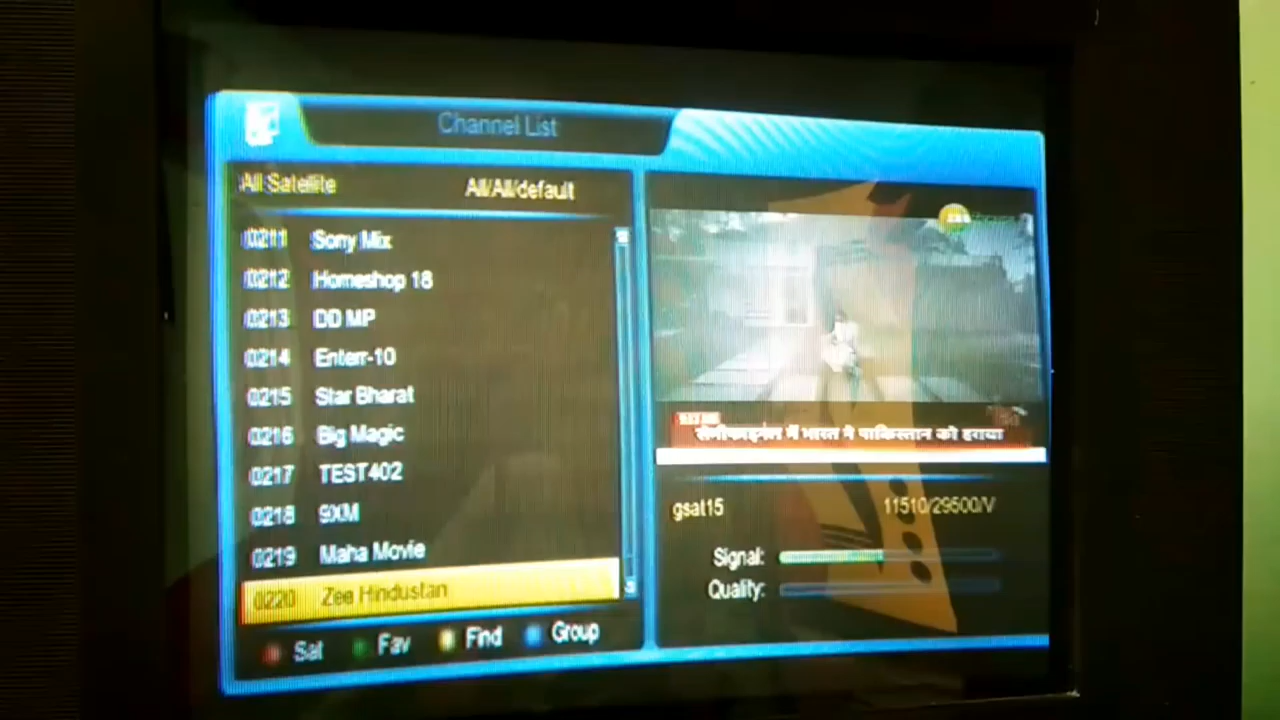 Channel List
All Satellite All/All/default
0211 Sony Mix
0212 Homeshop 18
0213 DD MP
0214 Enterr-10
0215 Star Bharat
0216 Big Magic
0217 TEST402
0218 9XM
0219 Maha Movie
0220 Zee Hindustan
Sat Fav Find Group
सेमीफाइनल में भारत ने पाकिस्तान को हराया
gsat15 11510/29500/V
Signal:
Quality: